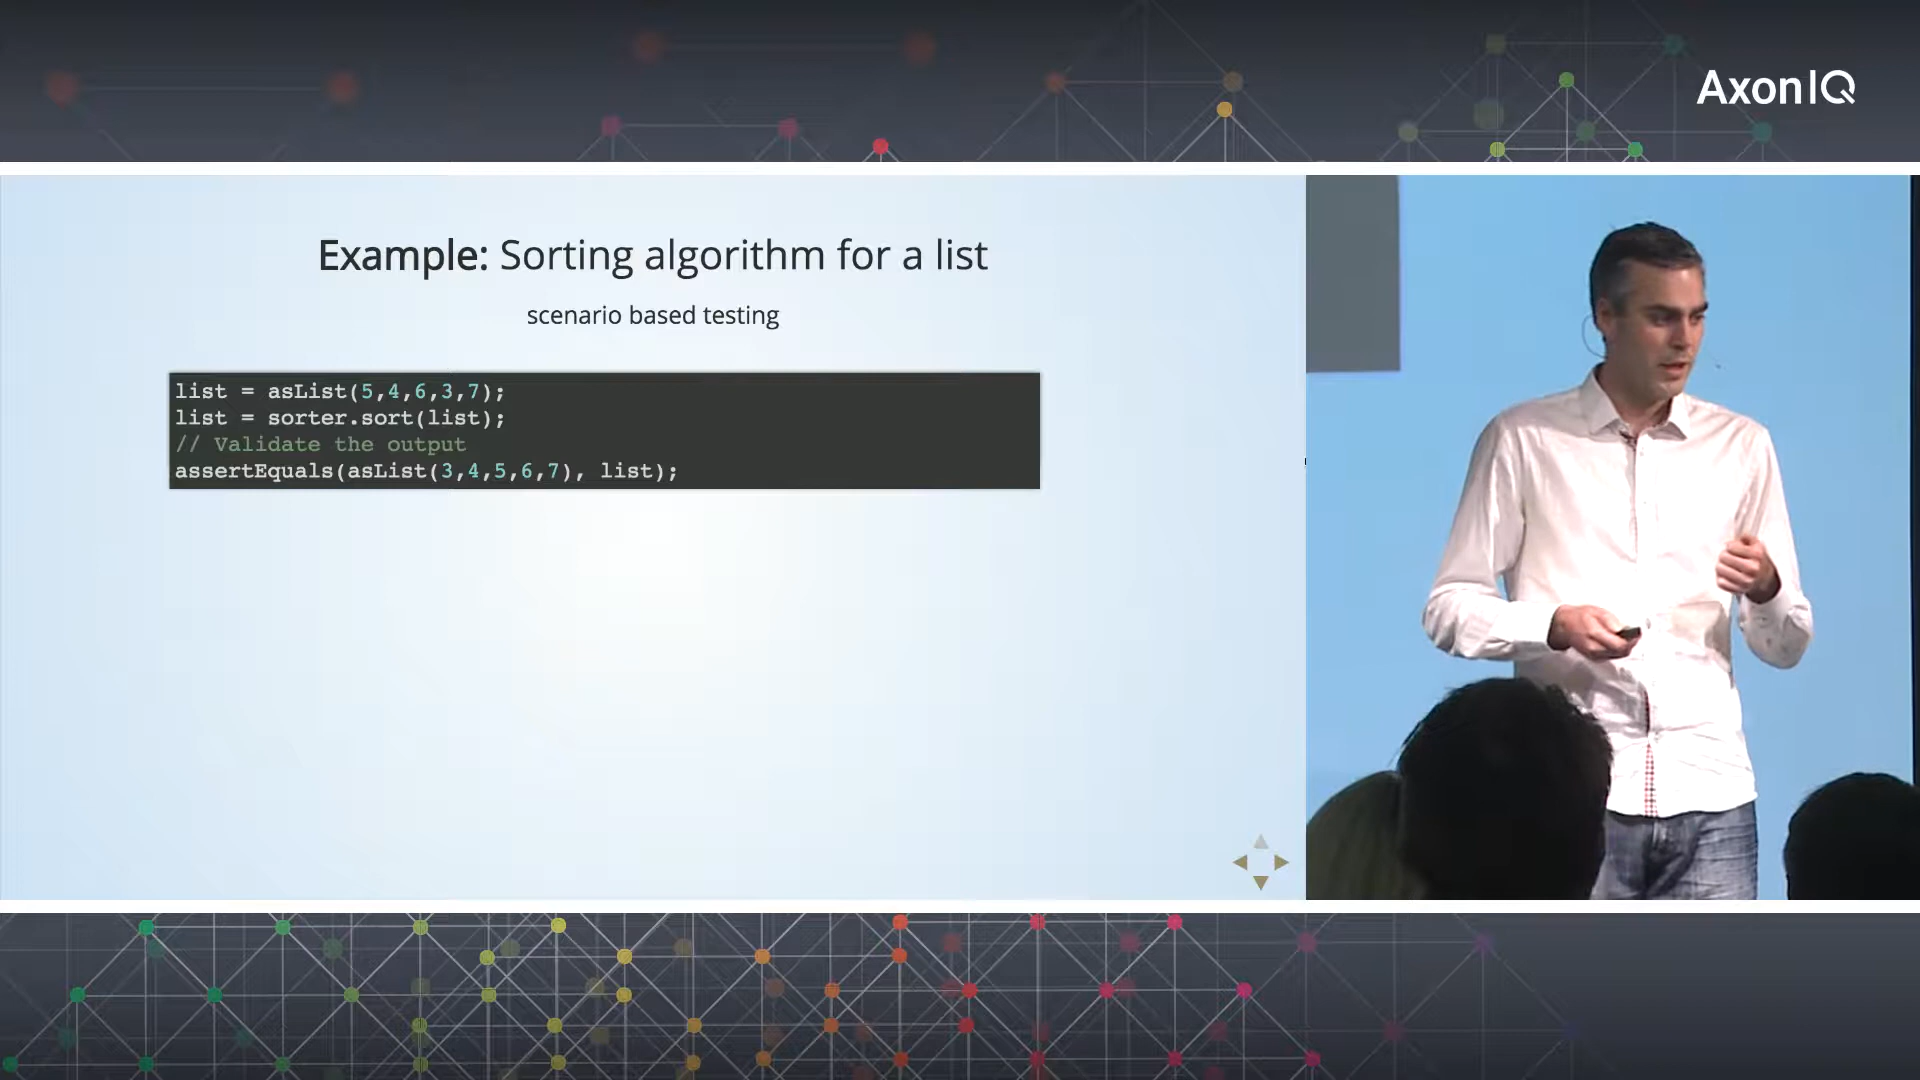 AxonIQ
Example: Sorting algorithm for a list
scenario based testing
list = asList(5,4,6,3,7);
list = sorter.sort(list);
// Validate the output
assertEquals(asList(3,4,5,6,7), list);